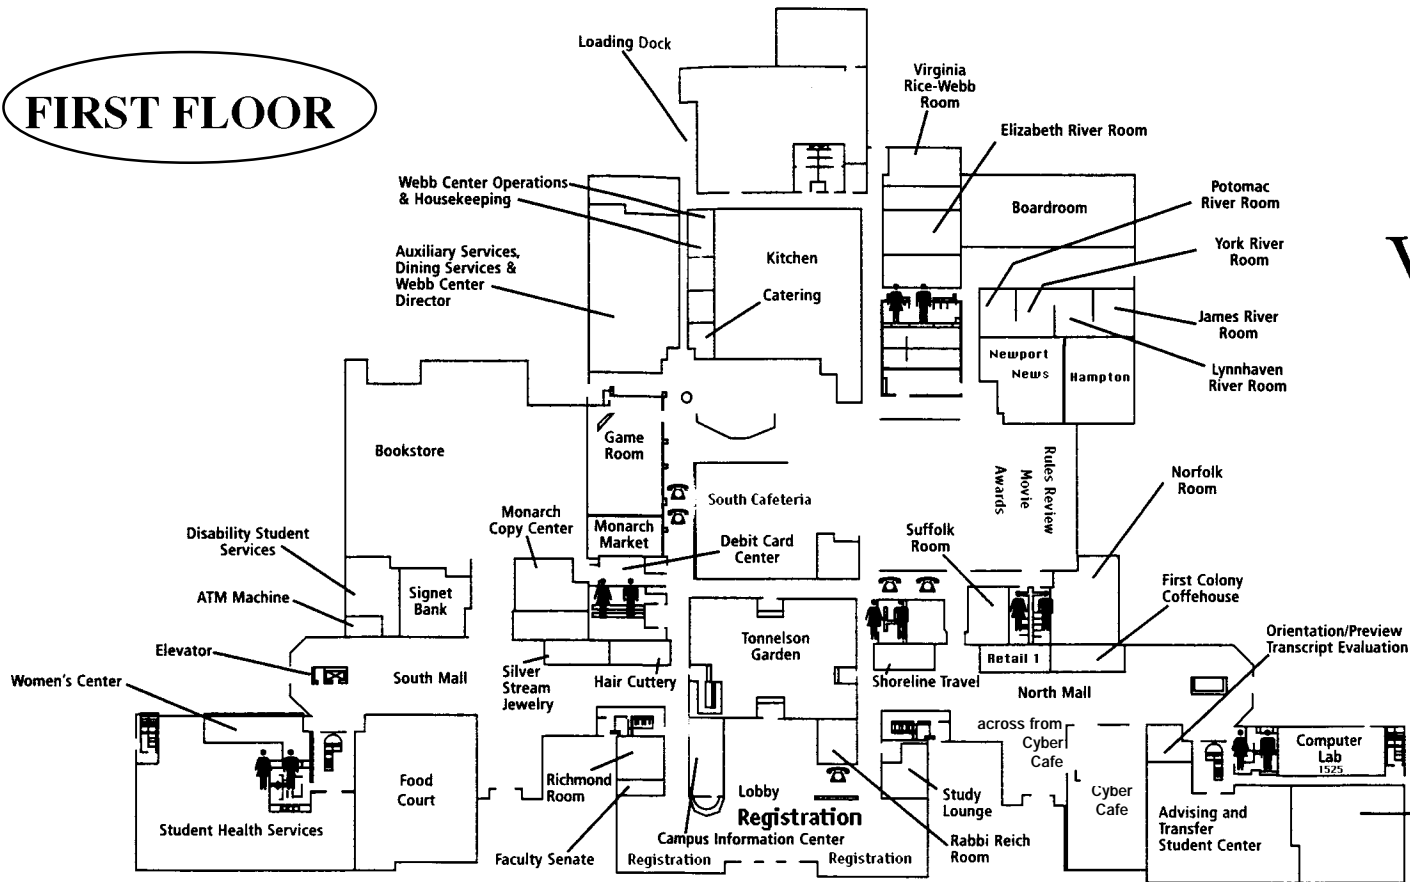 FIRST FLOOR
Loading Dock
Virginia
Rice-Webb
Room
Elizabeth River Room
Webb Center Operations
& Housekeeping
Boardroom
Potomac
River Room
York River
Room
Auxiliary Services,
Dining Services &
Webb Center
Director
Kitchen
Catering
James River
Room
Newport
News
Hampton
Lynnhaven
River Room
Bookstore
Game
Room
Rules Review
Movie
Awards
Norfolk
Room
South Cafeteria
Monarch
Copy Center
Monarch
Market
Debit Card
Center
Suffolk
Room
Disability Student
Services
ATM Machine
Signet
Bank
First Colony
Coffehouse
Tonnelson
Garden
Orientation/Preview
Transcript Evaluation
Elevator
South Mall
Silver
Stream
Jewelry
Hair Cuttery
Shoreline Travel
Retail 1
North Mall
Women's Center
across from
Cyber
Cafe
Computer
Lab
1525
Food
Court
Richmond
Room
Lobby
Study
Lounge
Cyber
Cafe
Advising and
Transfer
Student Center
Student Health Services
Registration
Campus Information Center
Rabbi Reich
Room
Faculty Senate
Registration
Registration